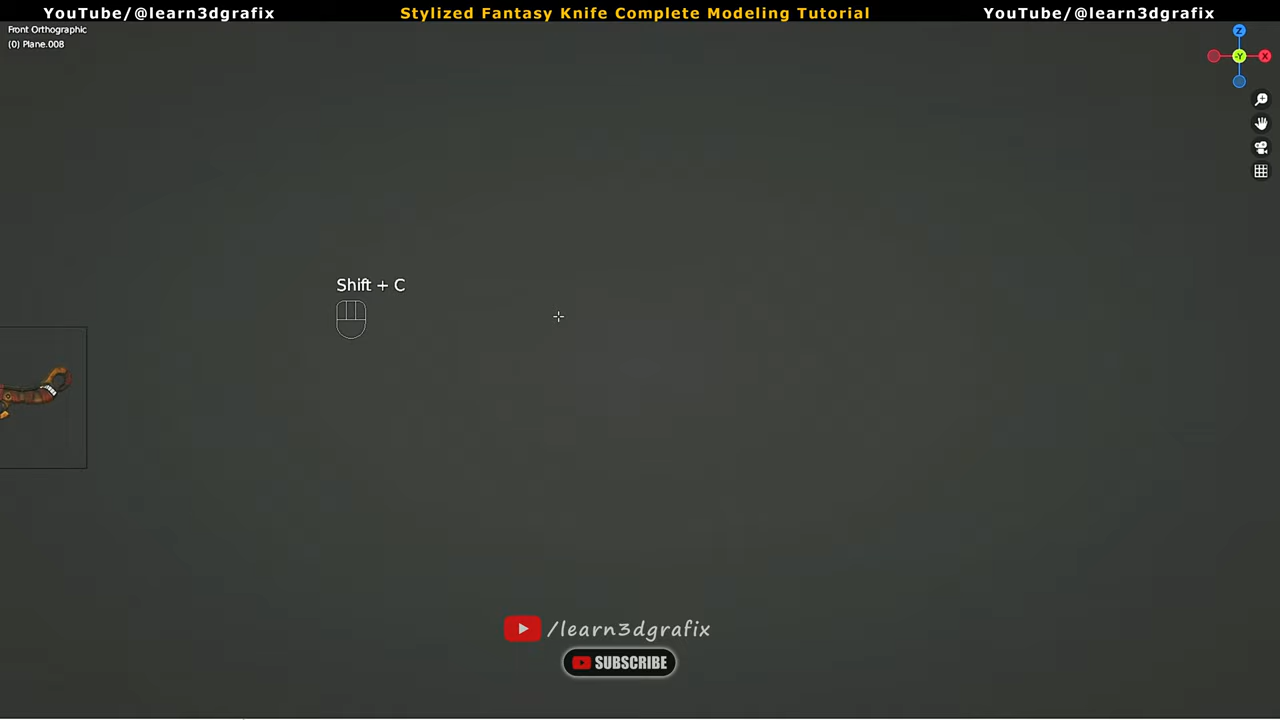 YouTube/@learn3dgrafix
Stylized Fantasy Knife Complete Modeling Tutorial
YouTube/@learn3dgrafix
Front Orthographic
(0) Plane.008
Z
-Y
X
Shift + C
/learn3dgrafix
SUBSCRIBE